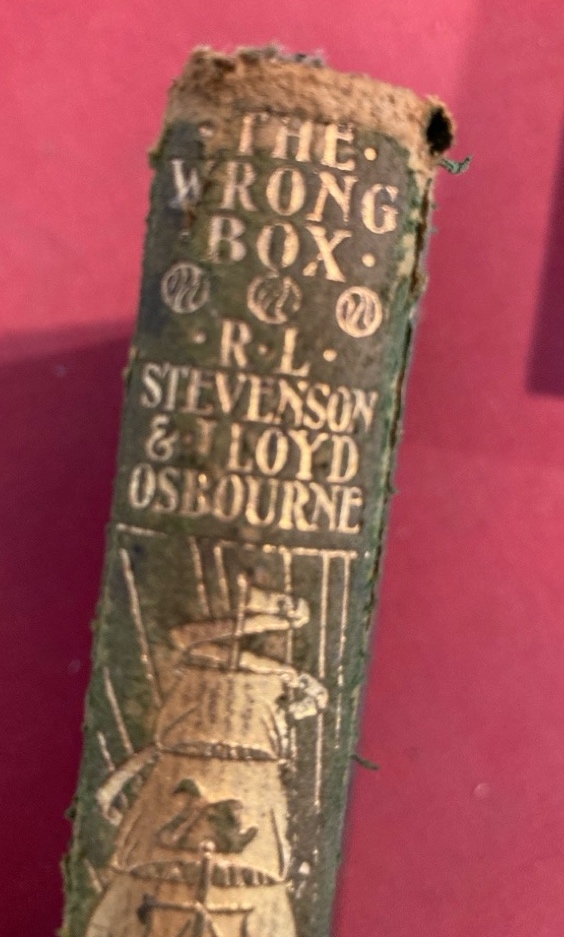 · THE ·
WRONG
BOX ·
· R · L ·
STEVENSON
& LLOYD
OSBOURNE